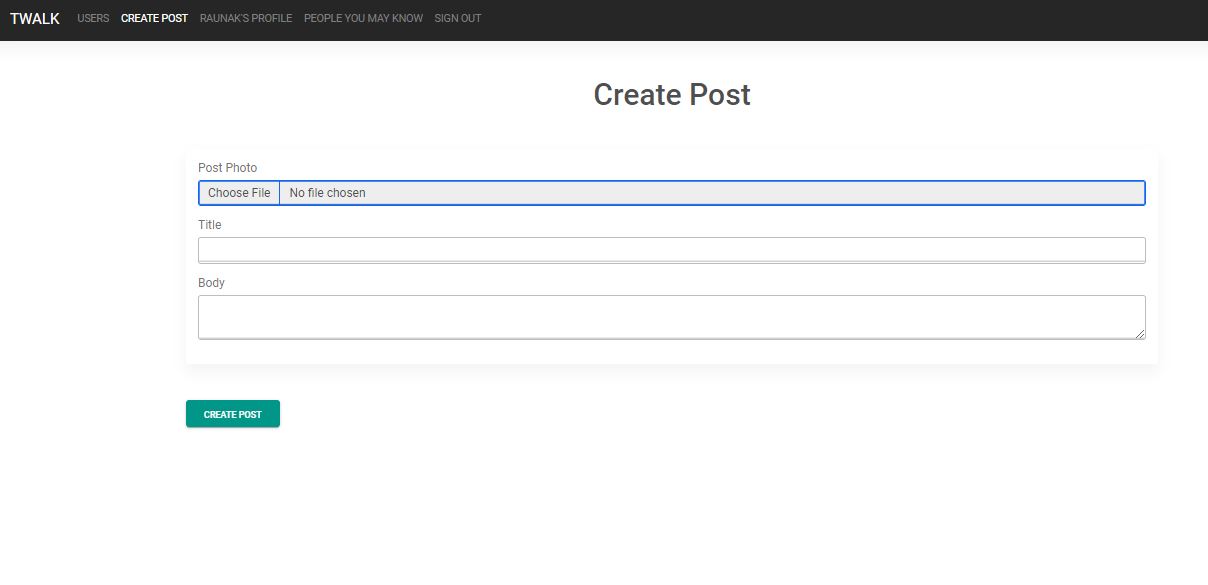 TWALK USERS CREATE POST RAUNAK'S PROFILE PEOPLE YOU MAY KNOW SIGN OUT
Create Post
Post Photo
Choose File No file chosen
Title
Body
CREATE POST